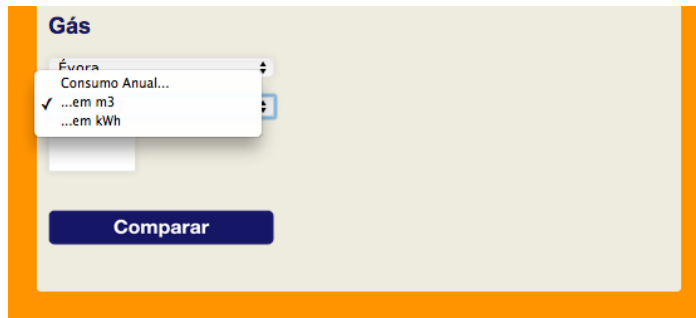 Gás
Évora
Consumo Anual...
✓ ...em m3
...em kWh
Comparar